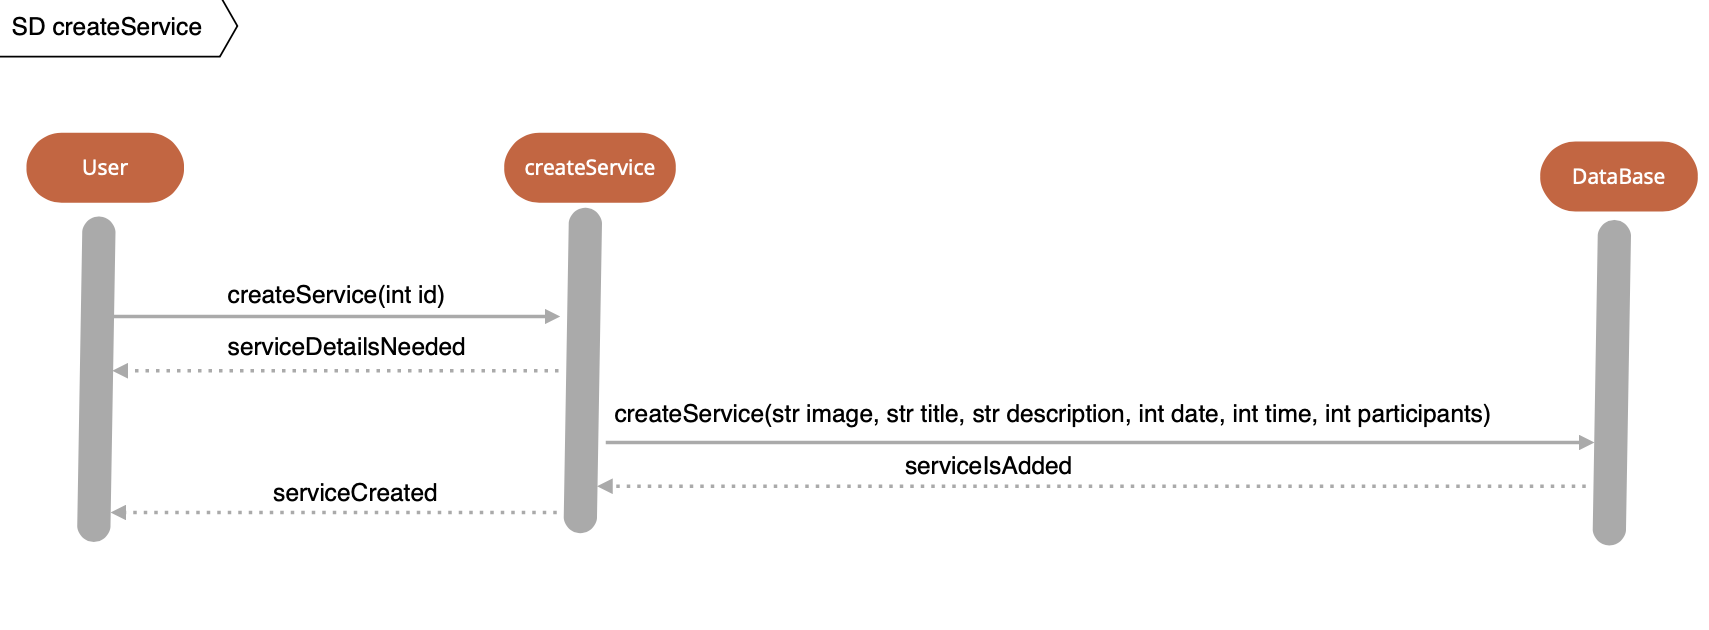 SD createService
User
createService
DataBase
createService(int id)
serviceDetailsNeeded
createService(str image, str title, str description, int date, int time, int participants)
serviceIsAdded
serviceCreated